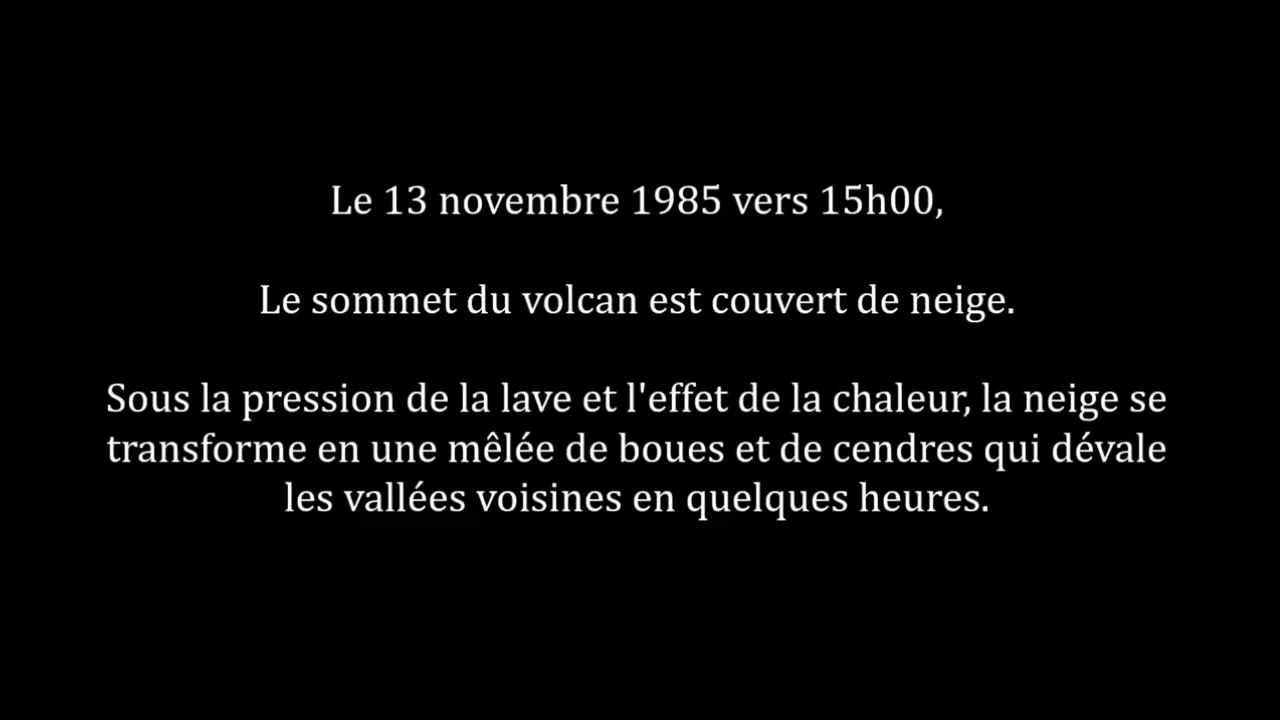 Le 13 novembre 1985 vers 15h00,
Le sommet du volcan est couvert de neige.
Sous la pression de la lave et l'effet de la chaleur, la neige se
transforme en une mêlée de boues et de cendres qui dévale
les vallées voisines en quelques heures.